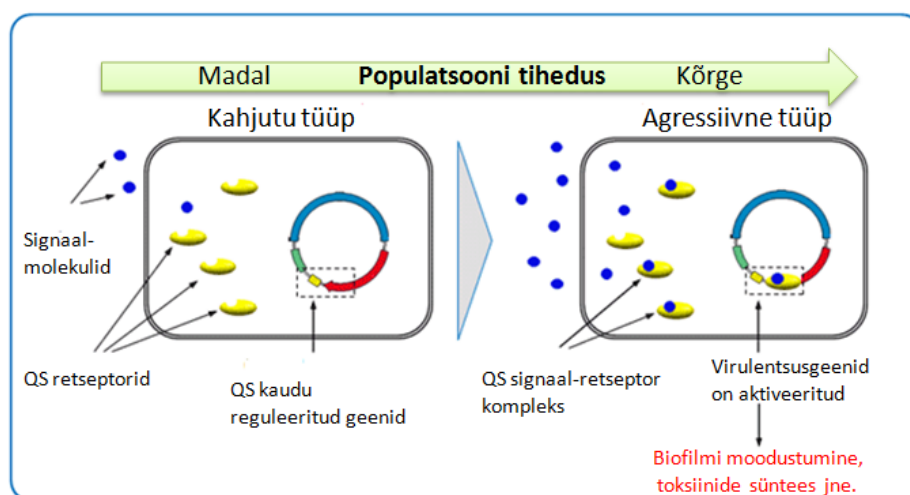 Madal Populatsooni tihedus Kõrge
Kahjutu tüüp
Agressiivne tüüp
Signaal-
molekulid
QS retseptorid
QS kaudu
reguleeritud geenid
QS signaal-retseptor
kompleks
Virulentsusgeenid
on aktiveeritud
Biofilmi moodustumine,
toksiinide süntees jne.